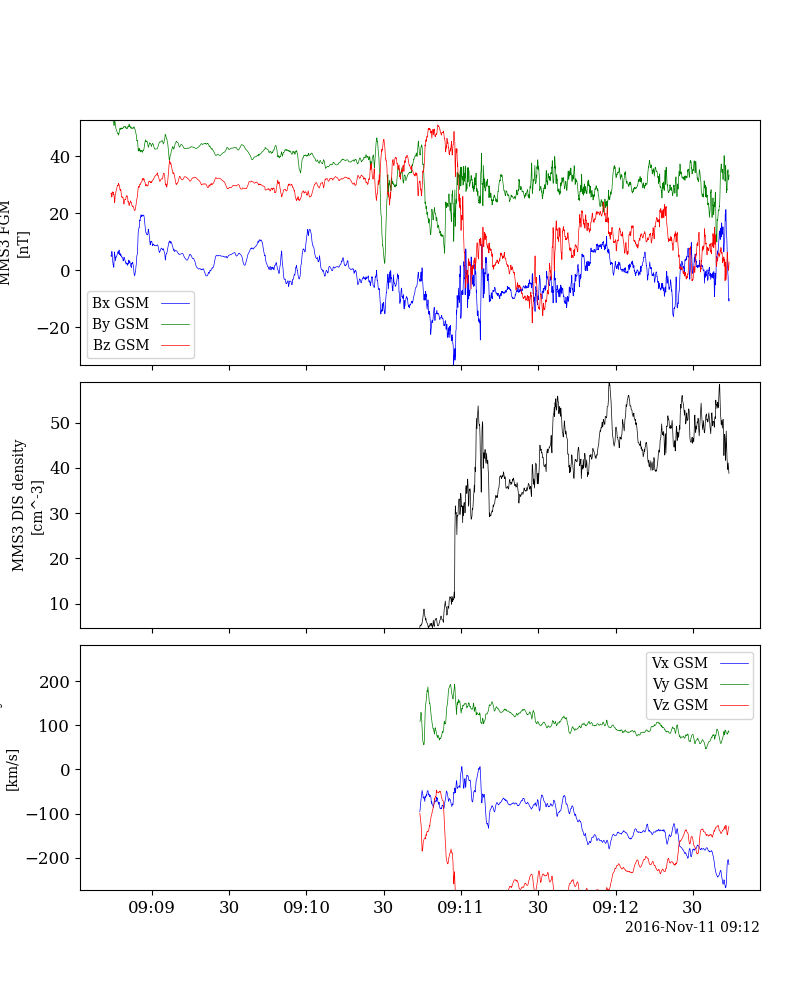 MMS3 FGM
[nT]
40
20
0
−20
Bx GSM
By GSM
Bz GSM
MMS3 DIS density
[cm^-3]
50
40
30
20
10
[km/s]
200
100
0
−100
−200
Vx GSM
Vy GSM
Vz GSM
09:09 30 09:10 30 09:11 30 09:12 30
2016-Nov-11 09:12